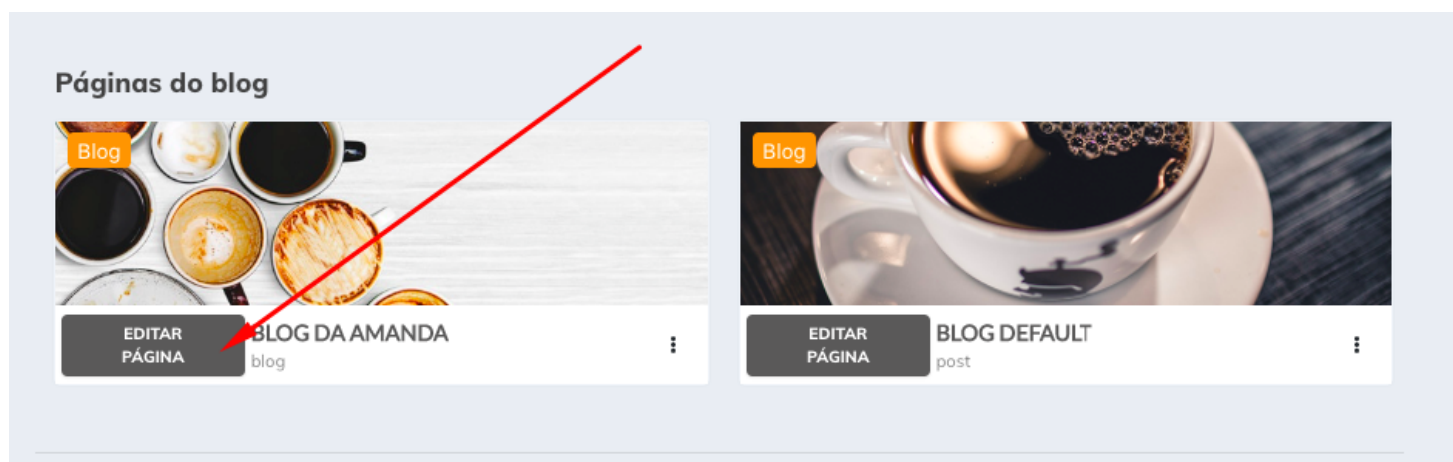 Páginas do blog
Blog
EDITAR
PÁGINA
BLOG DA AMANDA
blog
Blog
EDITAR
PÁGINA
BLOG DEFAULT
post